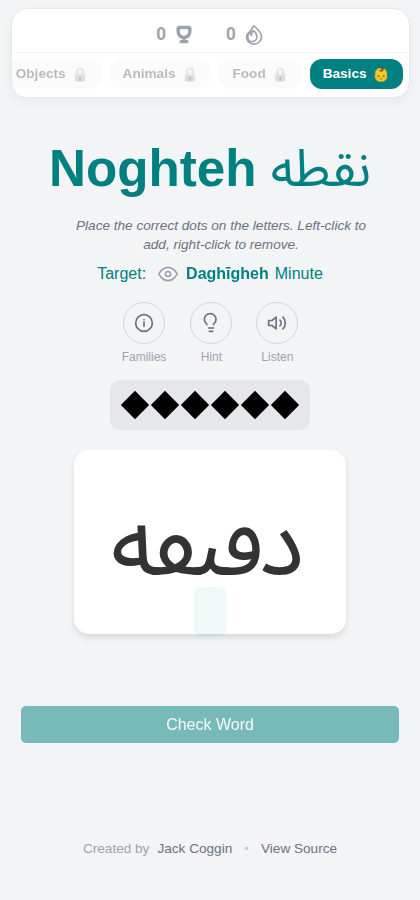 0 🏆 0
Objects 🔒 Animals 🔒 Food 🔒 Basics 👶
Noghteh نقطه
Place the correct dots on the letters. Left-click to
add, right-click to remove.
Target: Daghīgheh Minute
Families Hint Listen
◆◆◆◆◆◆
دٯىٯه
Check Word
Created by Jack Coggin • View Source